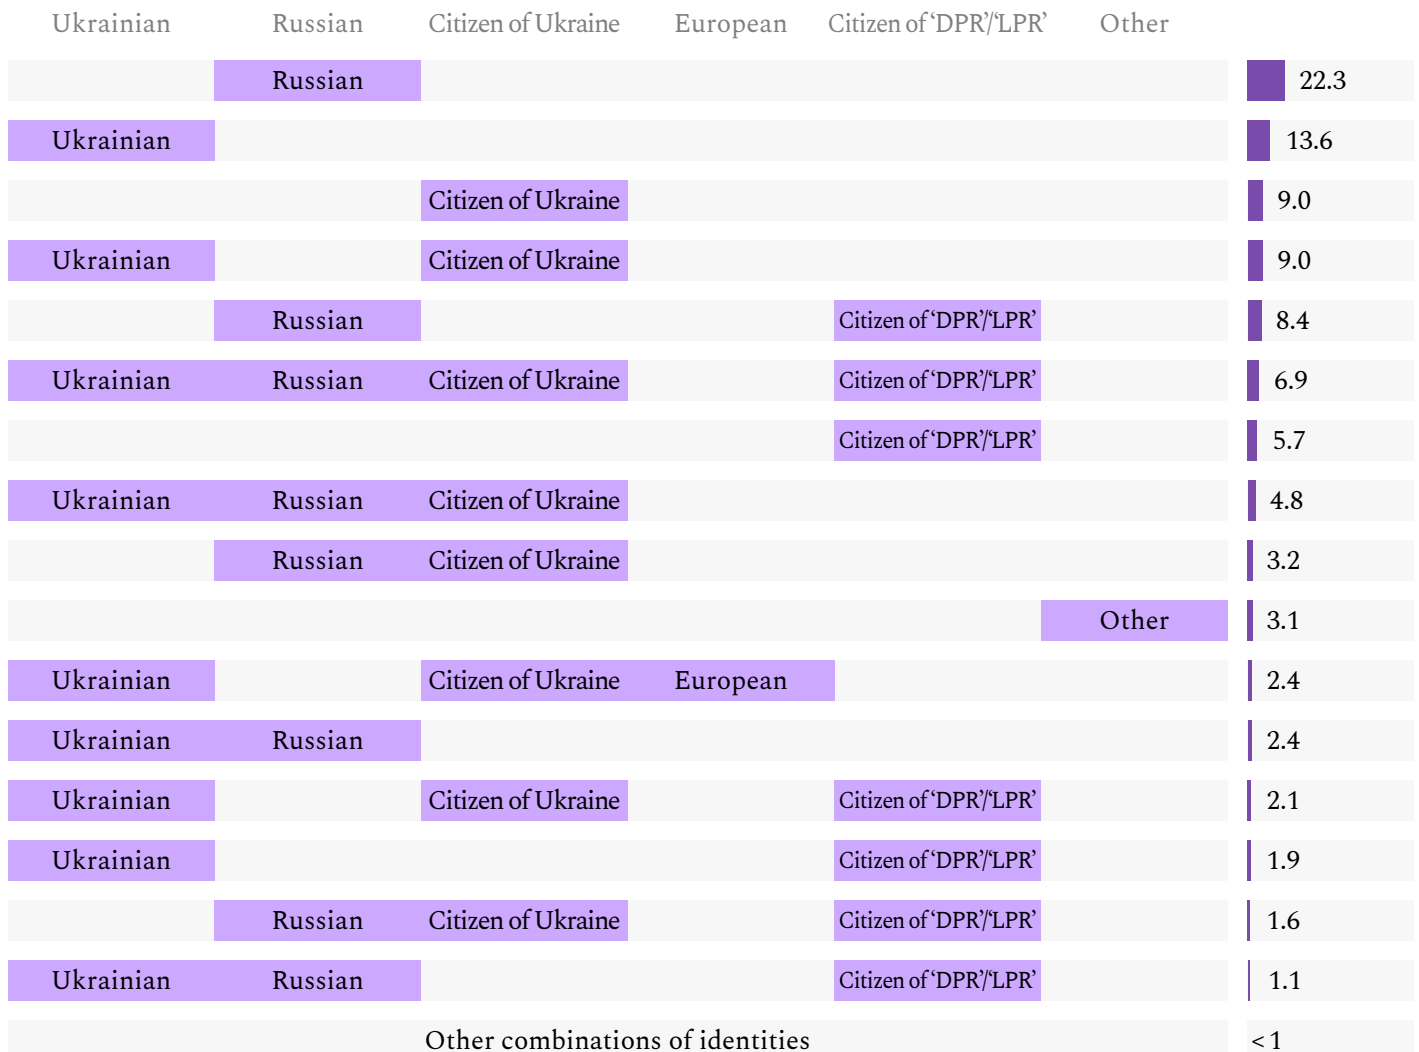 Ukrainian Russian Citizen of Ukraine European Citizen of ‘DPR’/‘LPR’ Other
Russian 22.3
Ukrainian 13.6
Citizen of Ukraine 9.0
Ukrainian Citizen of Ukraine 9.0
Russian Citizen of ‘DPR’/‘LPR’ 8.4
Ukrainian Russian Citizen of Ukraine Citizen of ‘DPR’/‘LPR’ 6.9
Citizen of ‘DPR’/‘LPR’ 5.7
Ukrainian Russian Citizen of Ukraine 4.8
Russian Citizen of Ukraine 3.2
Other 3.1
Ukrainian Citizen of Ukraine European 2.4
Ukrainian Russian 2.4
Ukrainian Citizen of Ukraine Citizen of ‘DPR’/‘LPR’ 2.1
Ukrainian Citizen of ‘DPR’/‘LPR’ 1.9
Russian Citizen of Ukraine Citizen of ‘DPR’/‘LPR’ 1.6
Ukrainian Russian Citizen of ‘DPR’/‘LPR’ 1.1
Other combinations of identities < 1